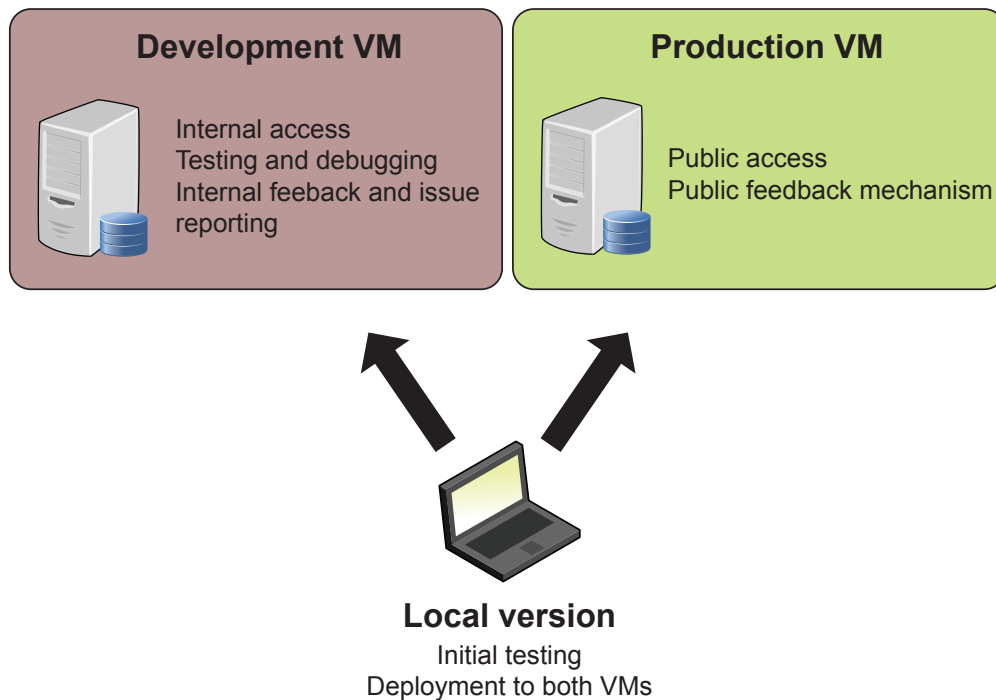 Development VM
Internal access
Testing and debugging
Internal feeback and issue
reporting
Production VM
Public access
Public feedback mechanism
Local version
Initial testing
Deployment to both VMs